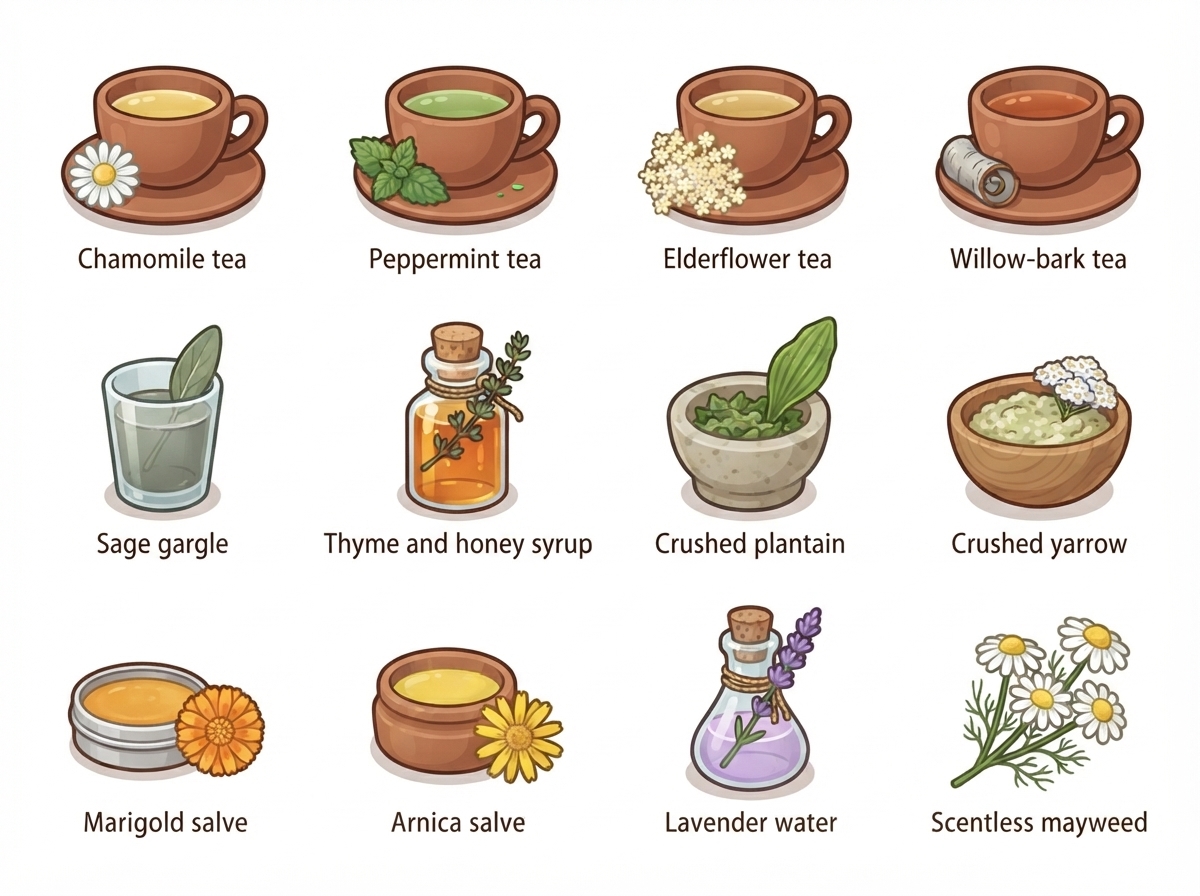 Chamomile tea
Peppermint tea
Elderflower tea
Willow-bark tea
Sage gargle
Thyme and honey syrup
Crushed plantain
Crushed yarrow
Marigold salve
Arnica salve
Lavender water
Scentless mayweed